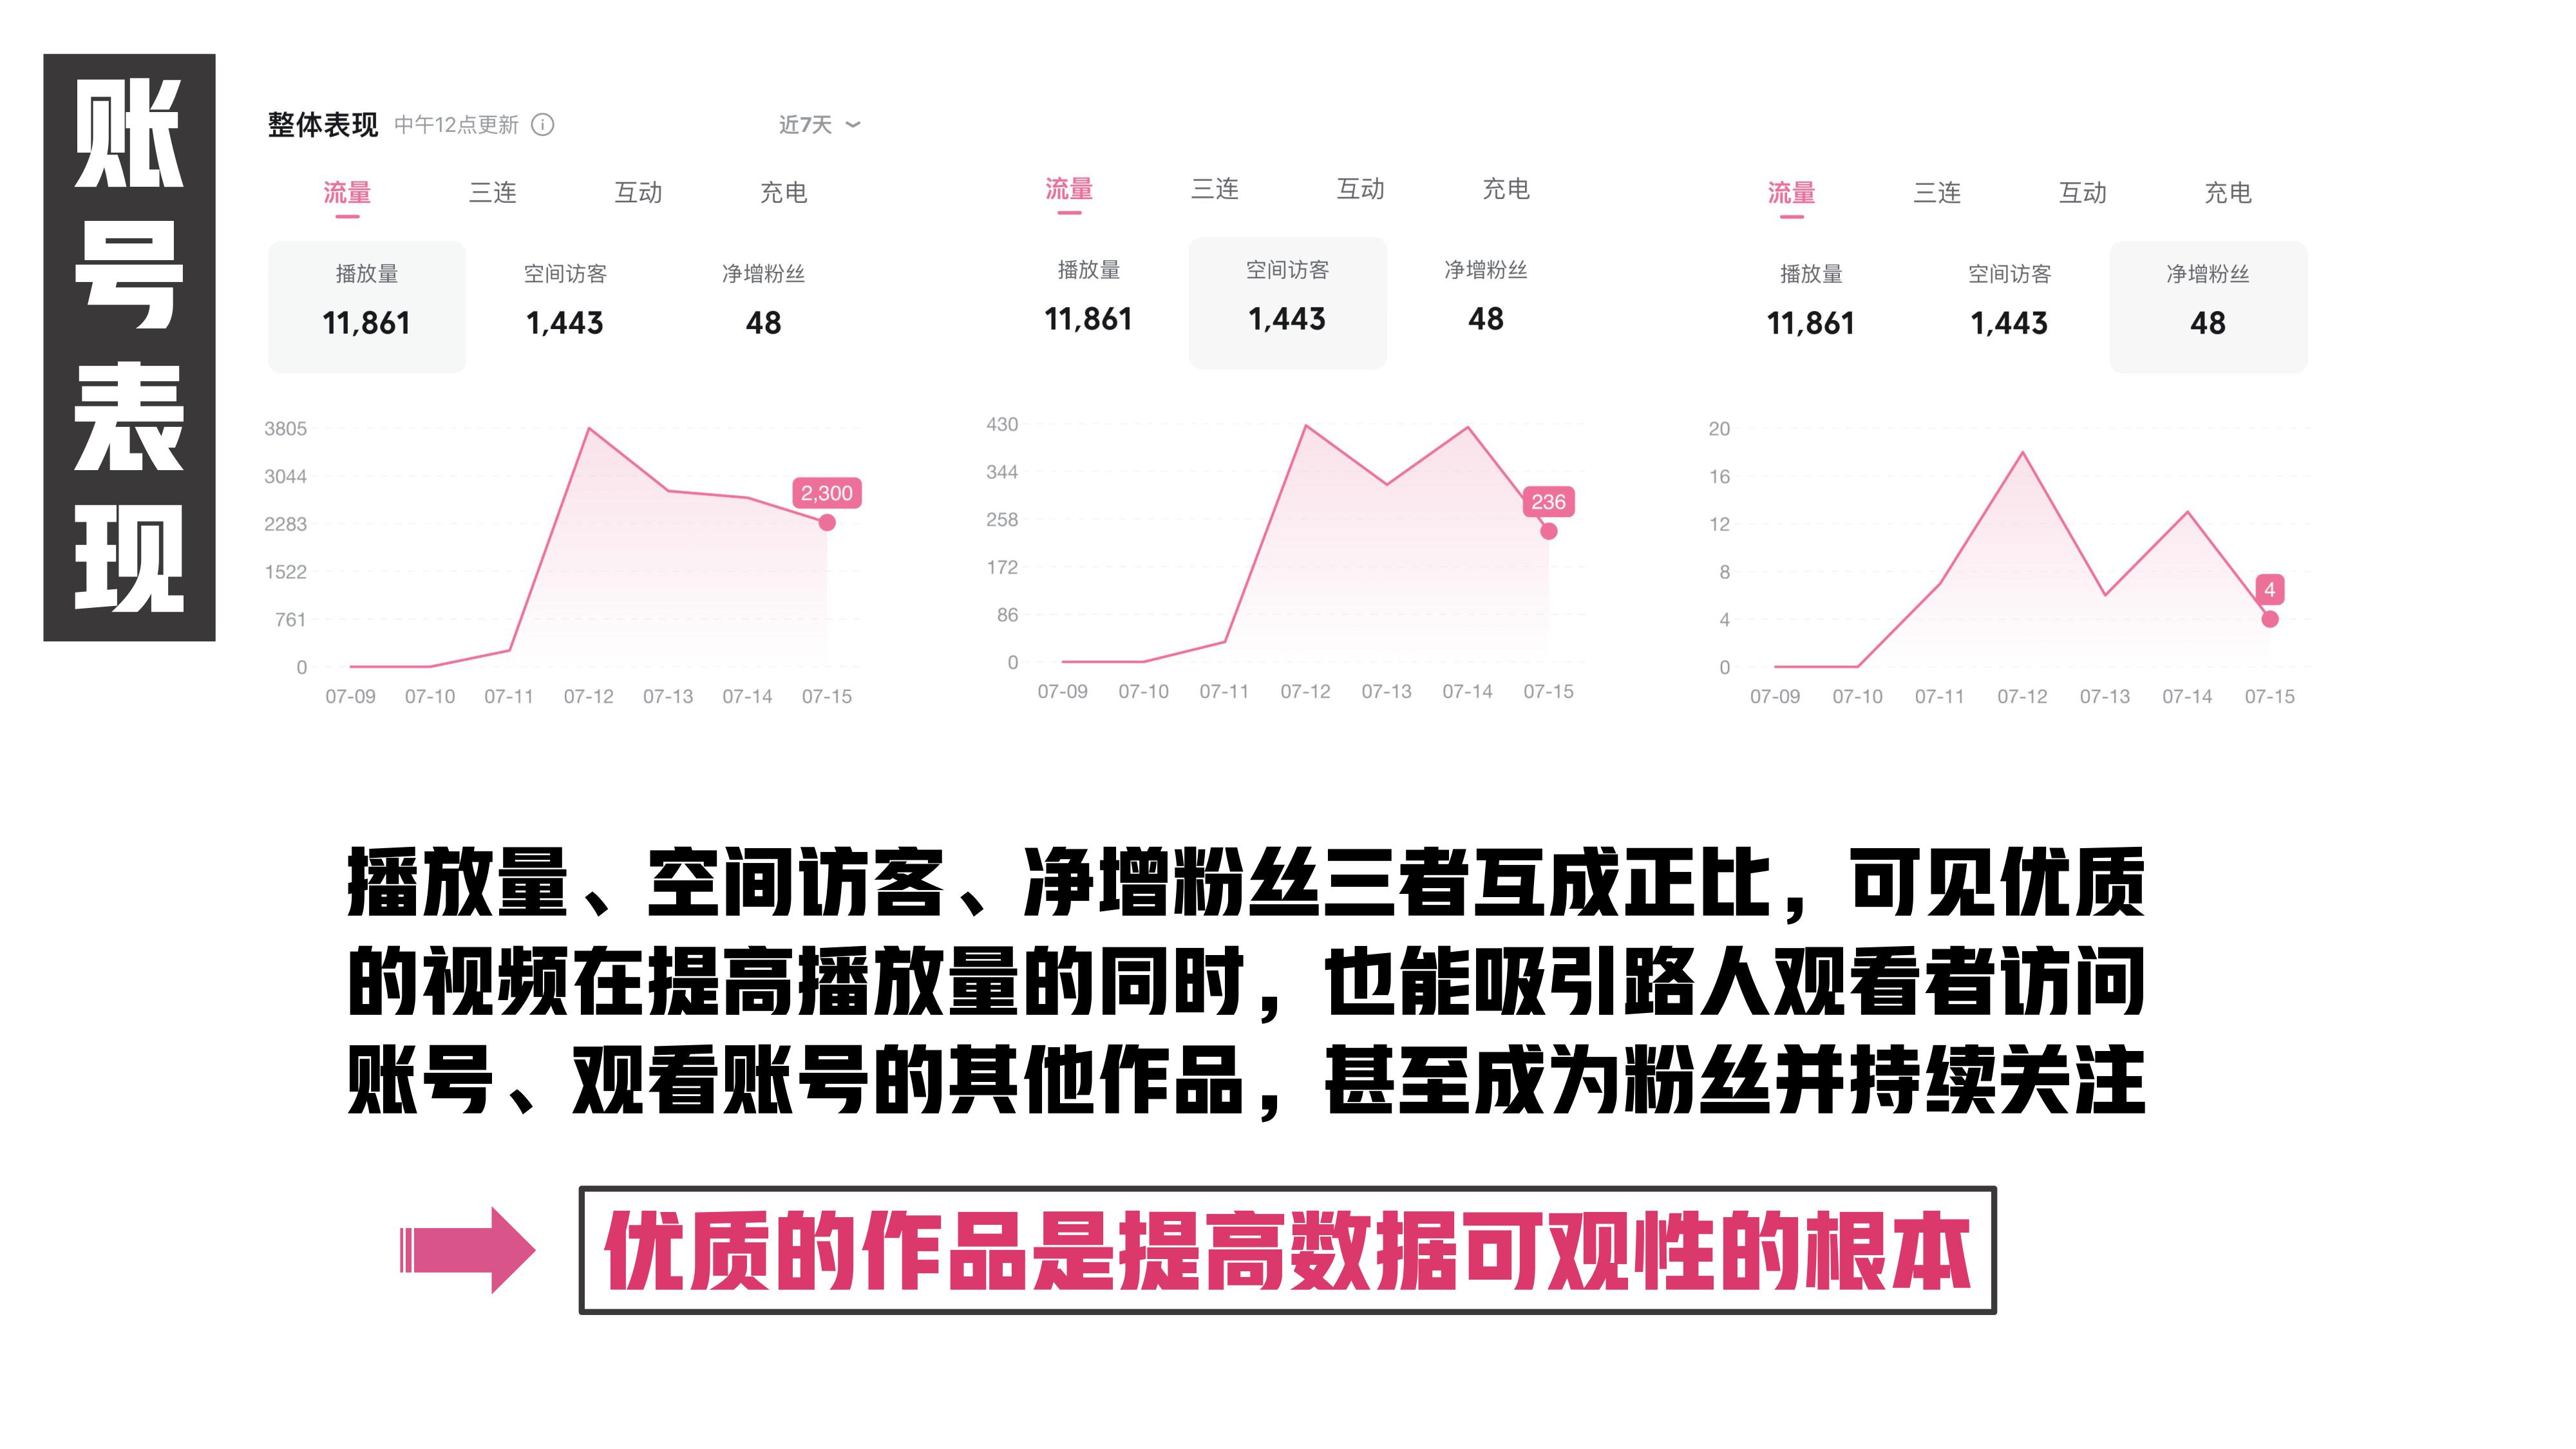 账号表现
整体表现 中午12点更新 近7天
流量 三连 互动 充电
播放量 空间访客 净增粉丝
11,861 1,443 48
3805
3044
2283
1522
761
0
2,300
07-09 07-10 07-11 07-12 07-13 07-14 07-15
流量 三连 互动 充电
播放量 空间访客 净增粉丝
11,861 1,443 48
430
344
258
172
86
0
236
07-09 07-10 07-11 07-12 07-13 07-14 07-15
流量 三连 互动 充电
播放量 空间访客 净增粉丝
11,861 1,443 48
20
16
12
8
4
0
4
07-09 07-10 07-11 07-12 07-13 07-14 07-15
播放量、空间访客、净增粉丝三者互成正比，可见优质
的视频在提高播放量的同时，也能吸引路人观看者访问
账号、观看账号的其他作品，甚至成为粉丝并持续关注
优质的作品是提高数据可观性的根本